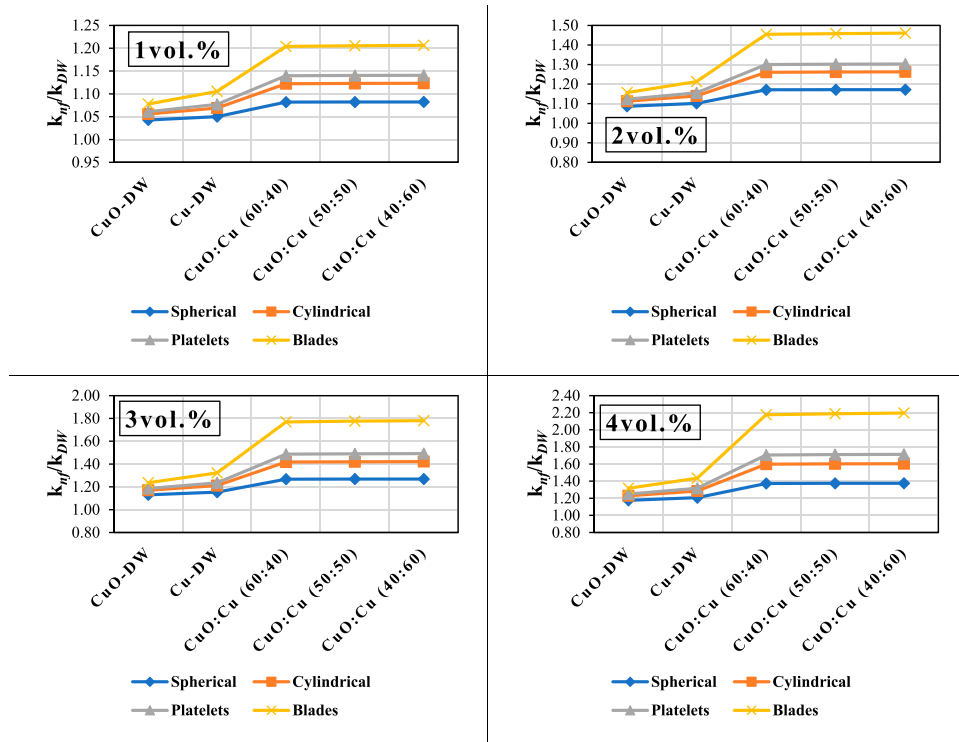 1vol.%
k_nf/k_DW
1.25
1.20
1.15
1.10
1.05
1.00
0.95
CuO-DW
Cu-DW
CuO:Cu (60:40)
CuO:Cu (50:50)
CuO:Cu (40:60)
Spherical
Cylindrical
Platelets
Blades
2vol.%
k_nf/k_DW
1.50
1.40
1.30
1.20
1.10
1.00
0.90
0.80
CuO-DW
Cu-DW
CuO:Cu (60:40)
CuO:Cu (50:50)
CuO:Cu (40:60)
Spherical
Cylindrical
Platelets
Blades
3vol.%
k_nf/k_DW
2.00
1.80
1.60
1.40
1.20
1.00
0.80
CuO-DW
Cu-DW
CuO:Cu (60:40)
CuO:Cu (50:50)
CuO:Cu (40:60)
Spherical
Cylindrical
Platelets
Blades
4vol.%
k_nf/k_DW
2.40
2.20
2.00
1.80
1.60
1.40
1.20
1.00
0.80
CuO-DW
Cu-DW
CuO:Cu (60:40)
CuO:Cu (50:50)
CuO:Cu (40:60)
Spherical
Cylindrical
Platelets
Blades